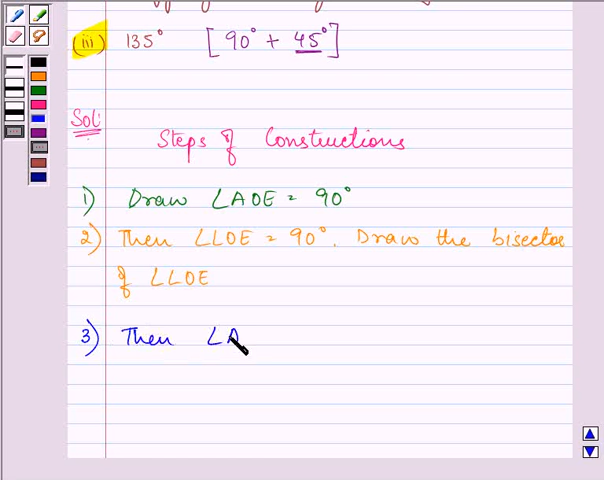 (iii) 135° [90° + 45°]
Sol:
Steps of Constuctions
1) Draw ∠AOE = 90°
2) Then ∠LOE = 90°. Draw the bisector
of ∠LOE
3) Then ∠A